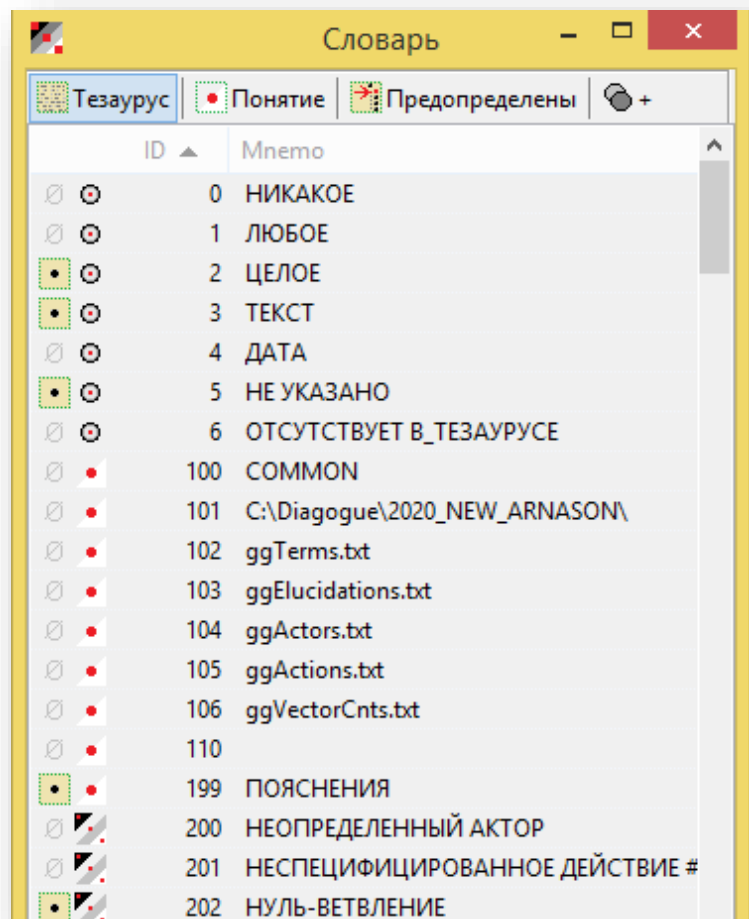 Словарь
Тезаурус Понятие Предопределены +
ID Mnemo
0 НИКАКОЕ
1 ЛЮБОЕ
2 ЦЕЛОЕ
3 ТЕКСТ
4 ДАТА
5 НЕ УКАЗАНО
6 ОТСУТСТВУЕТ В_ТЕЗАУРУСЕ
100 COMMON
101 C:\Diagogue\2020_NEW_ARNASON\
102 ggTerms.txt
103 ggElucidations.txt
104 ggActors.txt
105 ggActions.txt
106 ggVectorCnts.txt
110
199 ПОЯСНЕНИЯ
200 НЕОПРЕДЕЛЕННЫЙ АКТОР
201 НЕСПЕЦИФИЦИРОВАННОЕ ДЕЙСТВИЕ #
202 НУЛЬ-ВЕТВЛЕНИЕ